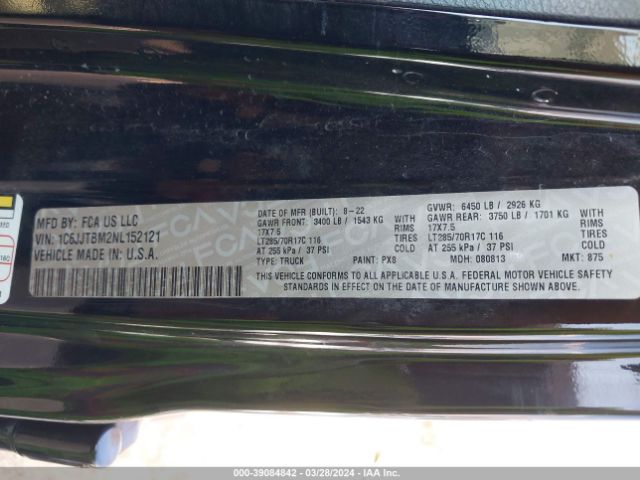 MFD BY: FCA US LLC
DATE OF MFR (BUILT): 8-22
GVWR: 6450 LB / 2926 KG
GAWR FRONT: 3400 LB / 1543 KG
GAWR REAR: 3750 LB / 1701 KG
17X7.5 RIMS
17X7.5 RIMS
VIN: 1C6JJTBM2NL152121
LT285/70R17C 116 TIRES
LT285/70R17C 116 TIRES
VEHICLE MADE IN: U.S.A.
AT 255 kPa / 37 PSI COLD
AT 255 kPa / 37 PSI COLD
TYPE: TRUCK PAINT: PX8 MDH: 080813 MKT: 875
THIS VEHICLE CONFORMS TO ALL APPLICABLE U.S.A. FEDERAL MOTOR VEHICLE SAFETY
STANDARDS IN EFFECT ON THE DATE OF MANUFACTURE SHOWN ABOVE.
000-39084842 / 03/28/2024 / IAA Inc.